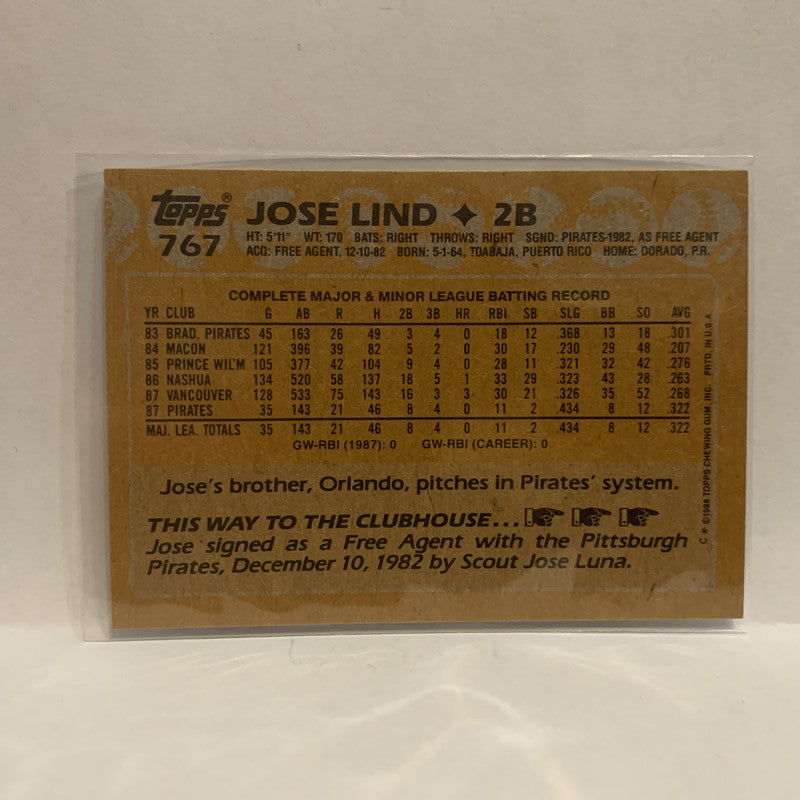 Topps® JOSE LIND ✦ 2B
767 HT: 5'11" WT: 170 BATS: RIGHT THROWS: RIGHT SGND: PIRATES-1982, AS FREE AGENT
ACQ: FREE AGENT, 12-10-82 BORN: 5-1-64, TOABAJA, PUERTO RICO HOME: DORADO, P.R.
COMPLETE MAJOR & MINOR LEAGUE BATTING RECORD
YR CLUB G AB R H 2B 3B HR RBI SB SLG BB SO AVG
83 BRAD. PIRATES 45 163 26 49 3 4 0 18 12 .368 13 18 .301
84 MACON 121 396 39 82 5 2 0 30 17 .230 29 48 .207
85 PRINCE WIL'M 105 377 42 104 9 4 0 28 11 .321 32 42 .276
86 NASHUA 134 520 58 137 18 5 1 33 29 .323 43 28 .263
87 VANCOUVER 128 533 75 143 16 3 3 30 21 .326 35 52 .268
87 PIRATES 35 143 21 46 8 4 0 11 2 .434 8 12 .322
MAJ. LEA. TOTALS 35 143 21 46 8 4 0 11 2 .434 8 12 .322
GW-RBI (1987): 0 GW-RBI (CAREER): 0
Jose's brother, Orlando, pitches in Pirates' system.
THIS WAY TO THE CLUBHOUSE...
Jose signed as a Free Agent with the Pittsburgh
Pirates, December 10, 1982 by Scout Jose Luna.
C * ©1988 TOPPS CHEWING GUM, INC. PRTD. IN U.S.A.